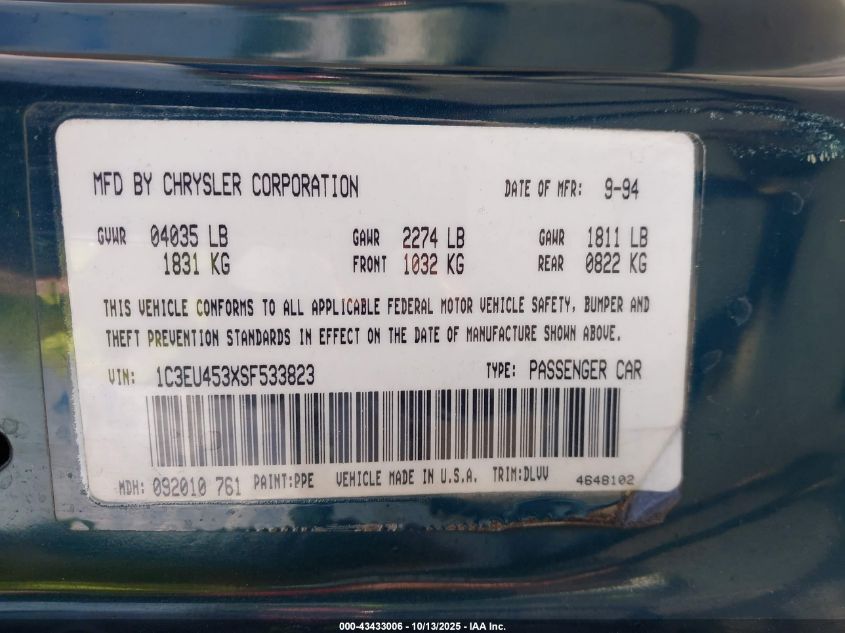 MFD BY CHRYSLER CORPORATION DATE OF MFR: 9-94
GVWR 04035 LB GAWR 2274 LB GAWR 1811 LB
1831 KG FRONT 1032 KG REAR 0822 KG
THIS VEHICLE CONFORMS TO ALL APPLICABLE FEDERAL MOTOR VEHICLE SAFETY, BUMPER AND
THEFT PREVENTION STANDARDS IN EFFECT ON THE DATE OF MANUFACTURE SHOWN ABOVE.
VIN: 1C3EU453XSF533823 TYPE: PASSENGER CAR
MDH: 092010 761 PAINT:PPE VEHICLE MADE IN U.S.A. TRIM:DLVV 4648102
000-43433006 - 10/13/2025 - IAA Inc.